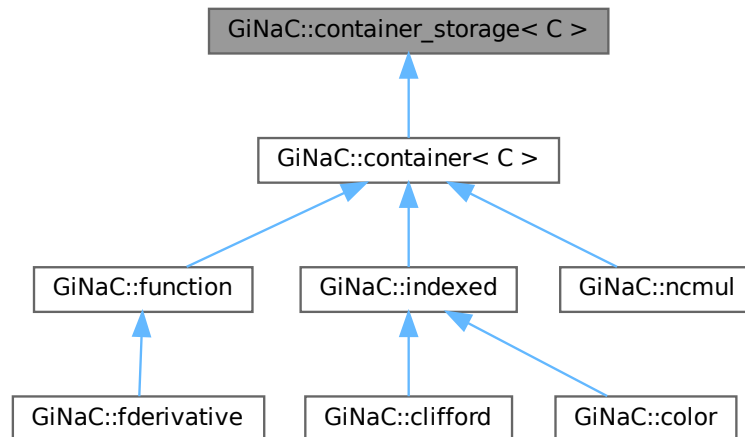 GiNaC::container_storage< C >
GiNaC::container< C >
GiNaC::function
GiNaC::indexed
GiNaC::ncmul
GiNaC::fderivative
GiNaC::clifford
GiNaC::color